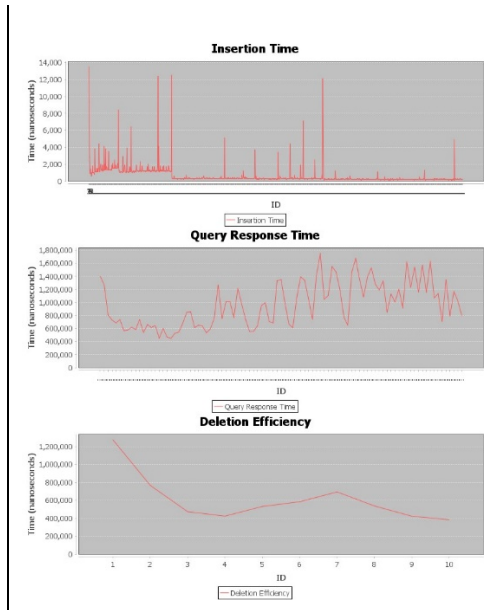 Insertion Time
14,000
12,000
10,000
8,000
6,000
4,000
2,000
0
Time (nanoseconds)
ID
Insertion Time
Query Response Time
1,800,000
1,600,000
1,400,000
1,200,000
1,000,000
800,000
600,000
400,000
200,000
0
Time (nanoseconds)
ID
Query Response Time
Deletion Efficiency
1,200,000
1,000,000
800,000
600,000
400,000
200,000
0
Time (nanoseconds)
1 2 3 4 5 6 7 8 9 10
ID
Deletion Efficiency